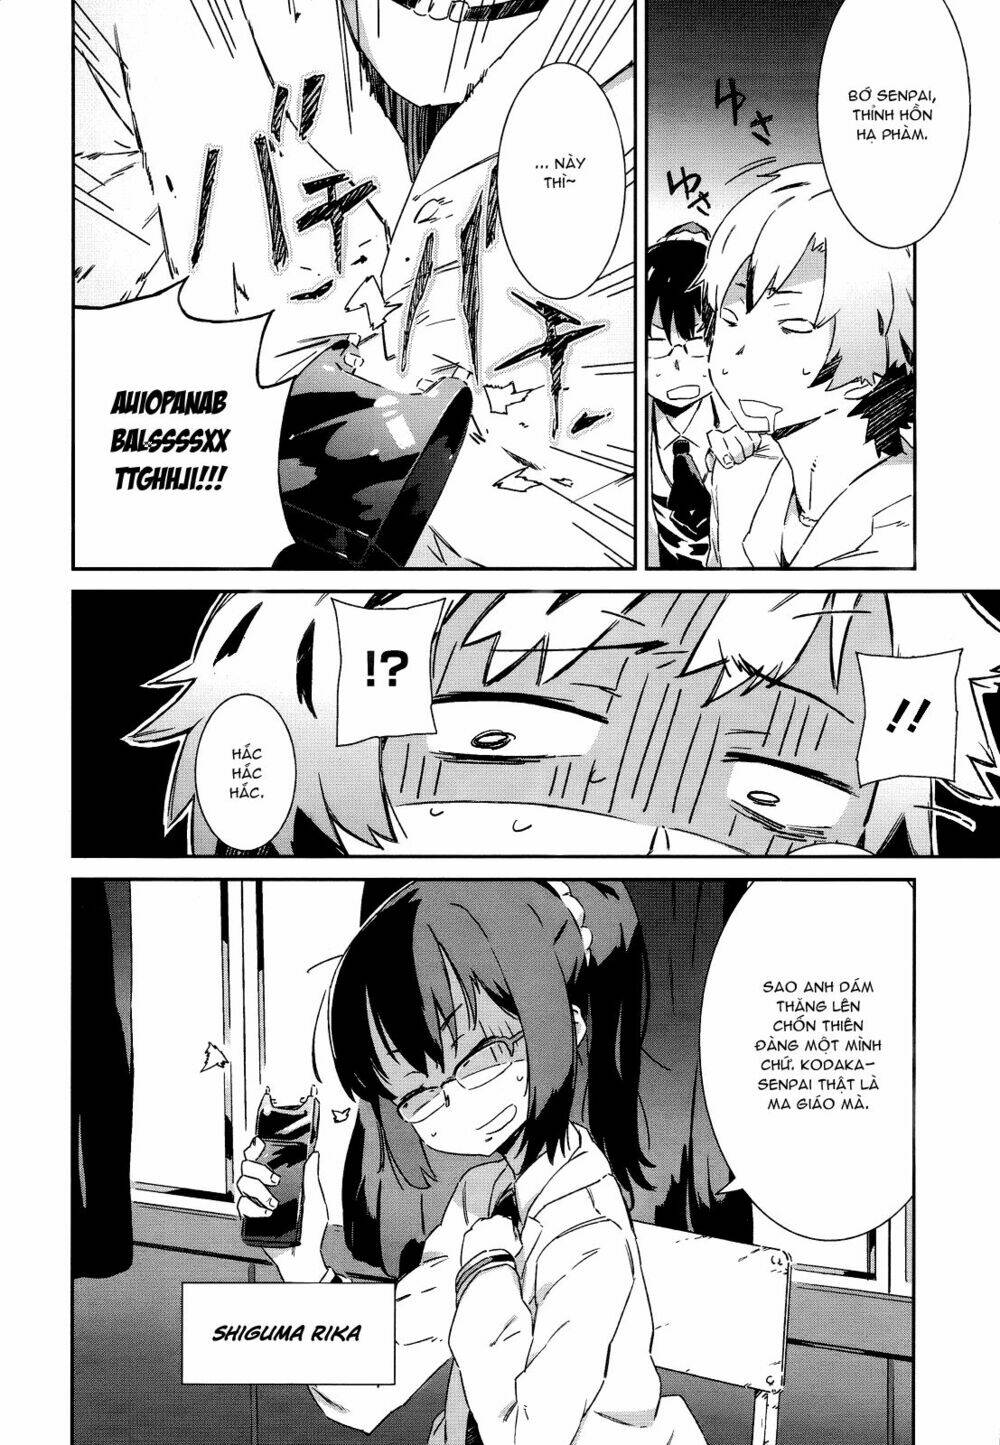 BỚ SENPAI,
THỈNH HỒN
HẠ PHÀM.
ゆさ
ゆさ
... NÀY
THÌ~
バチ
バチ
AUIOPANAB
BALSSSSXX
TTGHHJI!!!
!!
!?
HẮC
HẮC
HẮC.
SAO ANH DÁM
THĂNG LÊN
CHỐN THIÊN
ĐÀNG MỘT MÌNH
CHỨ. KODAKA-
SENPAI THẬT LÀ
MA GIÁO MÀ.
SHIGUMA RIKA